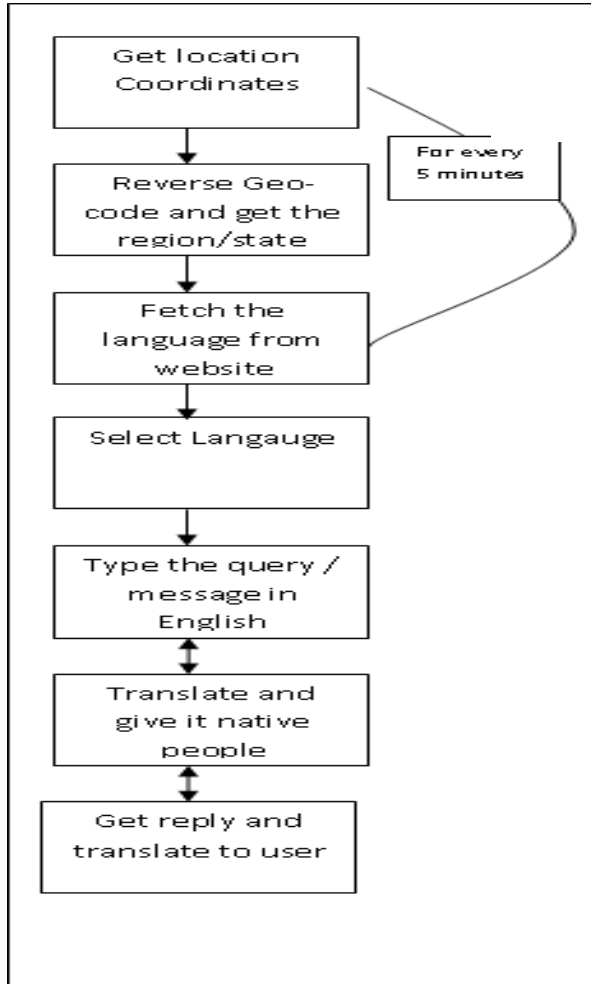 Get location
Coordinates
For every
5 minutes
Reverse Geo-
code and get the
region/state
Fetch the
language from
website
Select Langauge
Type the query /
message in
English
Translate and
give it native
people
Get reply and
translate to user